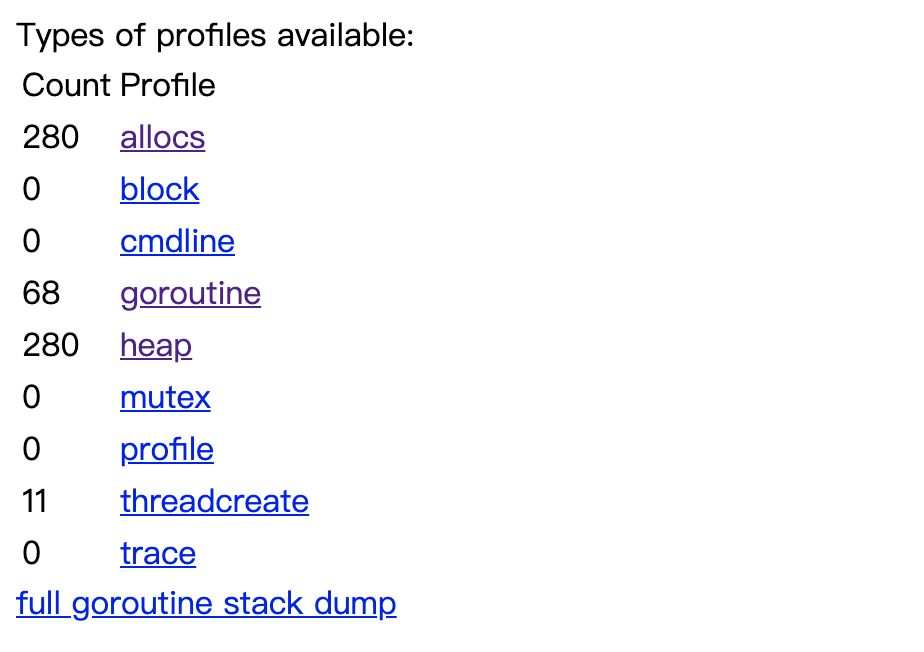 Types of profiles available:
Count Profile
280 allocs
0 block
0 cmdline
68 goroutine
280 heap
0 mutex
0 profile
11 threadcreate
0 trace
full goroutine stack dump